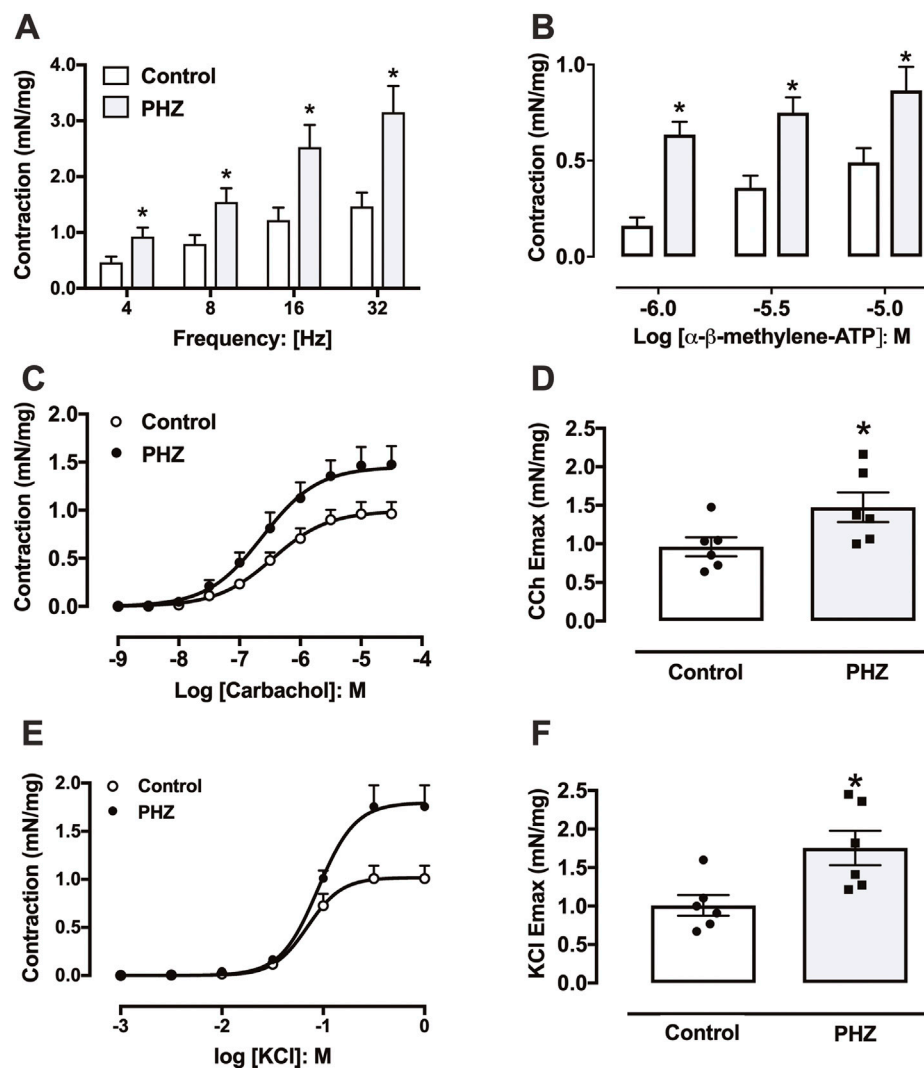 A
Contraction (mN/mg)
4.0
3.0
2.0
1.0
0.0
Control
PHZ
*
*
*
*
4
8
16
32
Frequency: [Hz]
B
Contraction (mN/mg)
1.0
0.5
0.0
*
*
*
-6.0
-5.5
-5.0
Log [α-β-methylene-ATP]: M
C
Contraction (mN/mg)
2.0
1.5
1.0
0.5
0.0
Control
PHZ
-9
-8
-7
-6
-5
-4
Log [Carbachol]: M
D
CCh Emax (mN/mg)
2.5
2.0
1.5
1.0
0.5
0.0
*
Control
PHZ
E
Contraction (mN/mg)
2.0
1.5
1.0
0.5
0.0
Control
PHZ
-3
-2
-1
0
log [KCl]: M
F
KCl Emax (mN/mg)
2.5
2.0
1.5
1.0
0.5
0.0
*
Control
PHZ